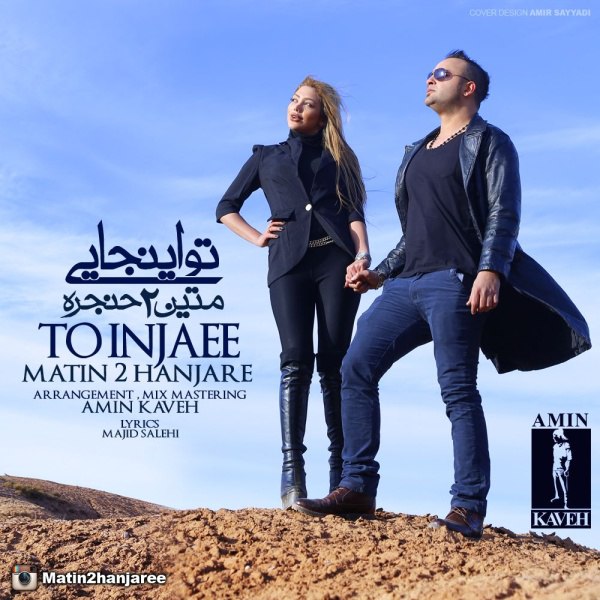 COVER DESIGN AMIR SAYYADI
تو اینجایی
متین ۲ حنجره
TO INJAEE
MATIN 2 HANJARE
ARRANGEMENT , MIX MASTERING
AMIN KAVEH
LYRICS
MAJID SALEHI
AMIN
KAVEH
Matin2hanjaree